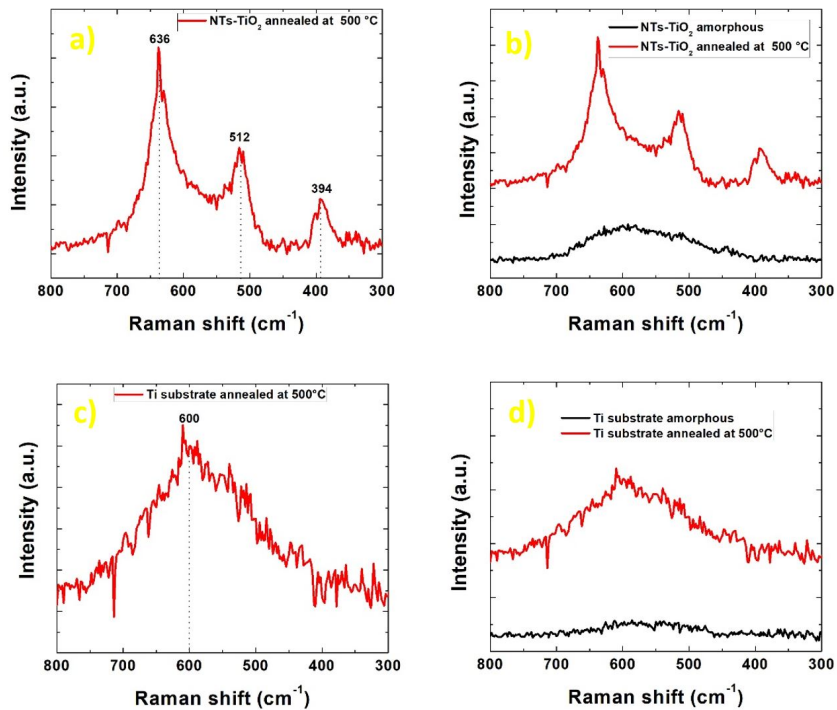 a)
NTs-TiO₂ annealed at 500 °C
636
512
394
Intensity (a.u.)
800 700 600 500 400 300
Raman shift (cm⁻¹)
b)
NTs-TiO₂ amorphous
NTs-TiO₂ annealed at 500 °C
Intensity (a.u.)
800 700 600 500 400 300
Raman shift (cm⁻¹)
c)
Ti substrate annealed at 500°C
600
Intensity (a.u.)
800 700 600 500 400 300
Raman shift (cm⁻¹)
d)
Ti substrate amorphous
Ti substrate annealed at 500°C
Intensity (a.u.)
800 700 600 500 400 300
Raman shift (cm⁻¹)